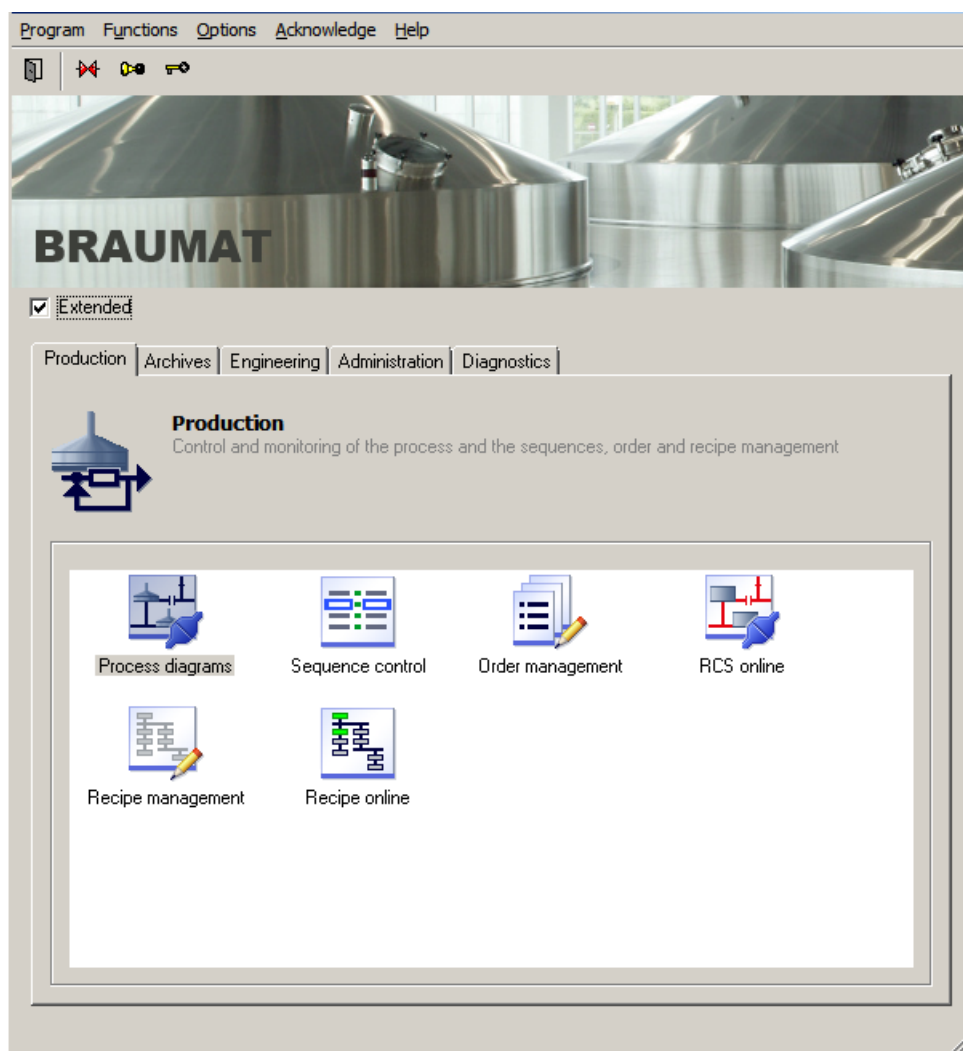 Program Functions Options Acknowledge Help
BRAUMAT
Extended
Production Archives Engineering Administration Diagnostics
Production
Control and monitoring of the process and the sequences, order and recipe management
Process diagrams Sequence control Order management RCS online
Recipe management Recipe online